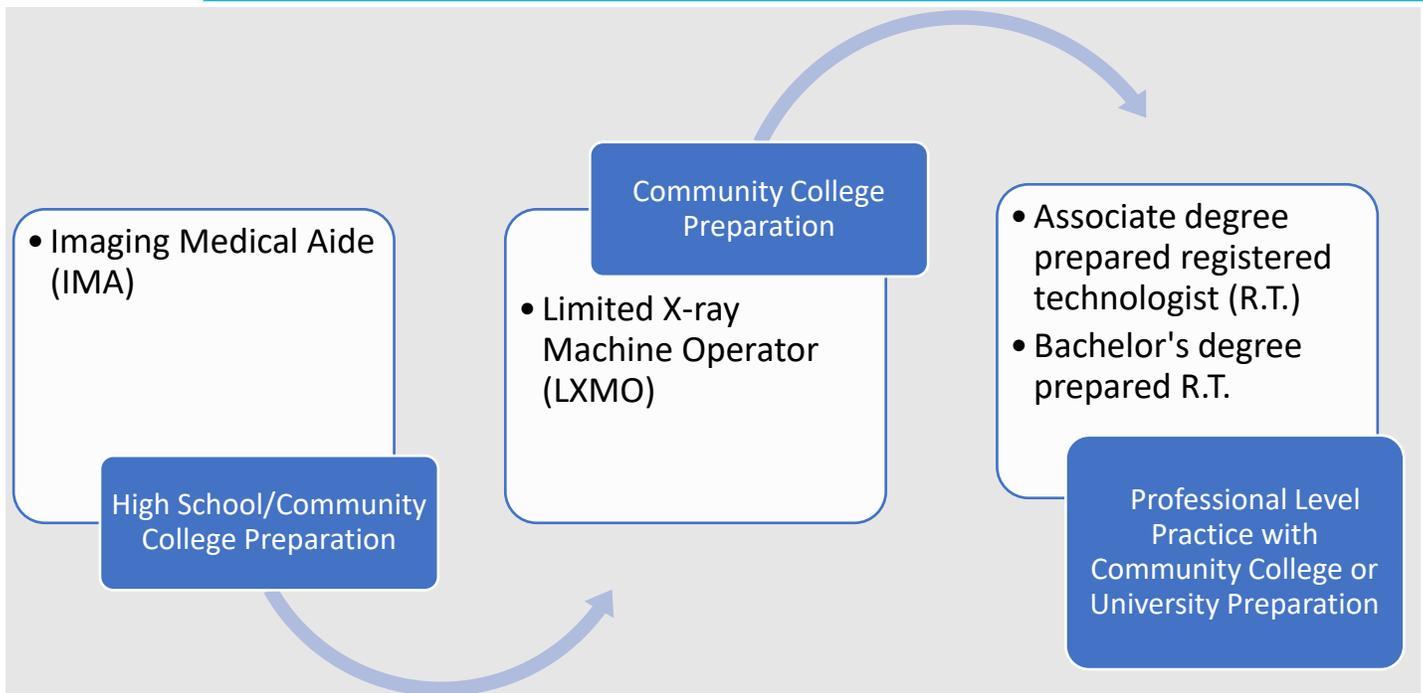 • Imaging Medical Aide
(IMA)
High School/Community
College Preparation
Community College
Preparation
• Limited X-ray
Machine Operator
(LXMO)
• Associate degree
prepared registered
technologist (R.T.)
• Bachelor's degree
prepared R.T.
Professional Level
Practice with
Community College or
University Preparation